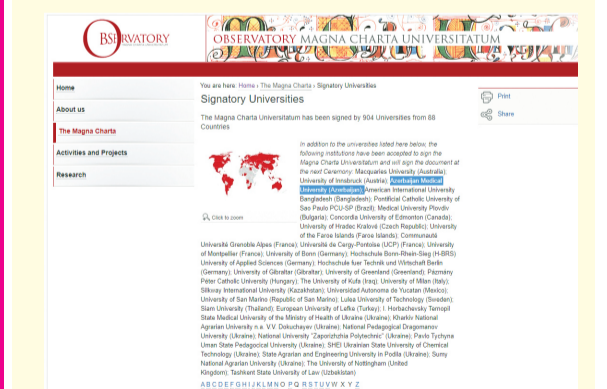 OBSERVATORY
OBSERVATORY MAGNA CHARTA UNIVERSITATUM
Home
About us
The Magna Charta
Activities and Projects
Research
You are here: Home › The Magna Charta › Signatory Universities
Signatory Universities
The Magna Charta Universitatum has been signed by 904 Universities from 88
Countries
Click to zoom
In addition to the universities listed here below, the
following institutions have been accepted to sign the
Magna Charta Universitatum and will sign the document at
the next Ceremony: Macquaries University (Australia);
University of Innsbruck (Austria); Azerbaijan Medical
University (Azerbaijan); American International University
Bangladesh (Bangladesh); Pontificial Catholic University of
Sao Paulo PCU-SP (Brazil); Medical University Plovdiv
(Bulgaria); Concordia University of Edmonton (Canada);
University of Hradec Kralové (Czech Republic); University
of the Faroe Islands (Faroe Islands); Communauté
Université Grenoble Alpes (France); Université de Cergy-Pontoise (UCP) (France); University
of Montpellier (France); University of Bonn (Germany); Hochschule Bonn-Rhein-Sieg (H-BRS)
University of Applied Sciences (Germany); Hochschule fuer Technik und Wirtschaft Berlin
(Germany); University of Gibraltar (Gibraltar); University of Greenland (Greenland); Pázmány
Péter Catholic University (Hungary); The University of Kufa (Iraq); University of Milan (Italy);
Silkway International University (Kazakhstan); Universidad Autonoma de Yucatan (Mexico);
University of San Marino (Republic of San Marino); Lulea University of Technology (Sweden);
Siam University (Thailand); European University of Lefke (Turkey); I. Horbachevsky Ternopil
State Medical University of the Ministry of Health of Ukraine (Ukraine); Kharkiv National
Agrarian University n.a. V.V. Dokuchayev (Ukraine); National Pedagogical Dragomanov
University (Ukraine); National University "Zaporizhzhia Polytechnic" (Ukraine); Pavlo Tychyna
Uman State Pedagocical University (Ukraine); SHEI Ukrainian State University of Chemical
Technology (Ukraine); State Agrarian and Engineering University in Podilla (Ukraine); Sumy
National Agrarian University (Ukraine); The University of Nottingham (United
Kingdom); Tashkent State University of Law (Uzbekistan)
A B C D E F G H I J K L M N O P Q R S T U V W X Y Z
Print
Share